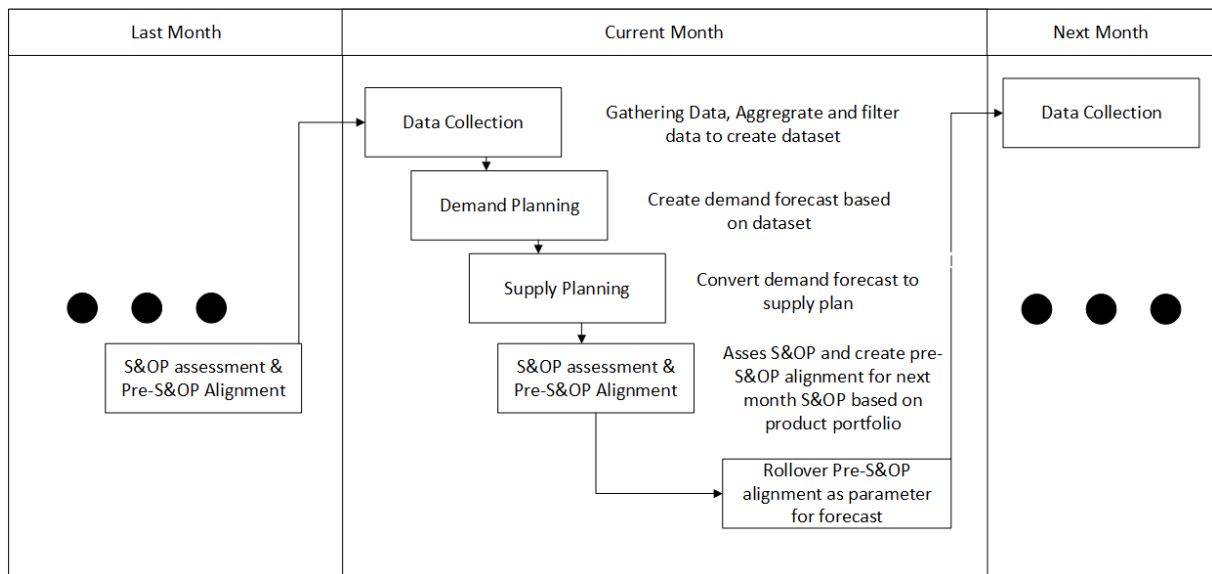 Last Month
Current Month
Next Month
Data Collection
Gathering Data, Aggregrate and filter
data to create dataset
Data Collection
Demand Planning
Create demand forecast based
on dataset
Supply Planning
Convert demand forecast to
supply plan
S&OP assessment &
Pre-S&OP Alignment
S&OP assessment &
Pre-S&OP Alignment
Asses S&OP and create pre-
S&OP alignment for next
month S&OP based on
product portfolio
Rollover Pre-S&OP
alignment as parameter
for forecast